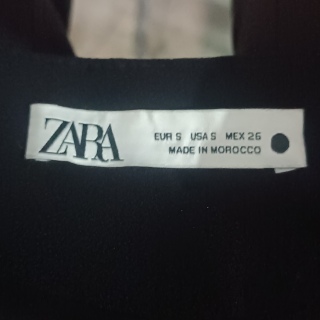 ZARA
EUR S USA S MEX 26
MADE IN MOROCCO